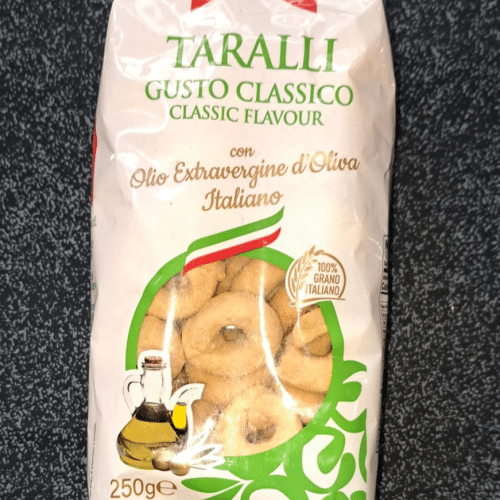 TARALLI
GUSTO CLASSICO
CLASSIC FLAVOUR
con
Olio Extravergine d'Oliva
Italiano
100%
GRANO
ITALIANO
250g℮